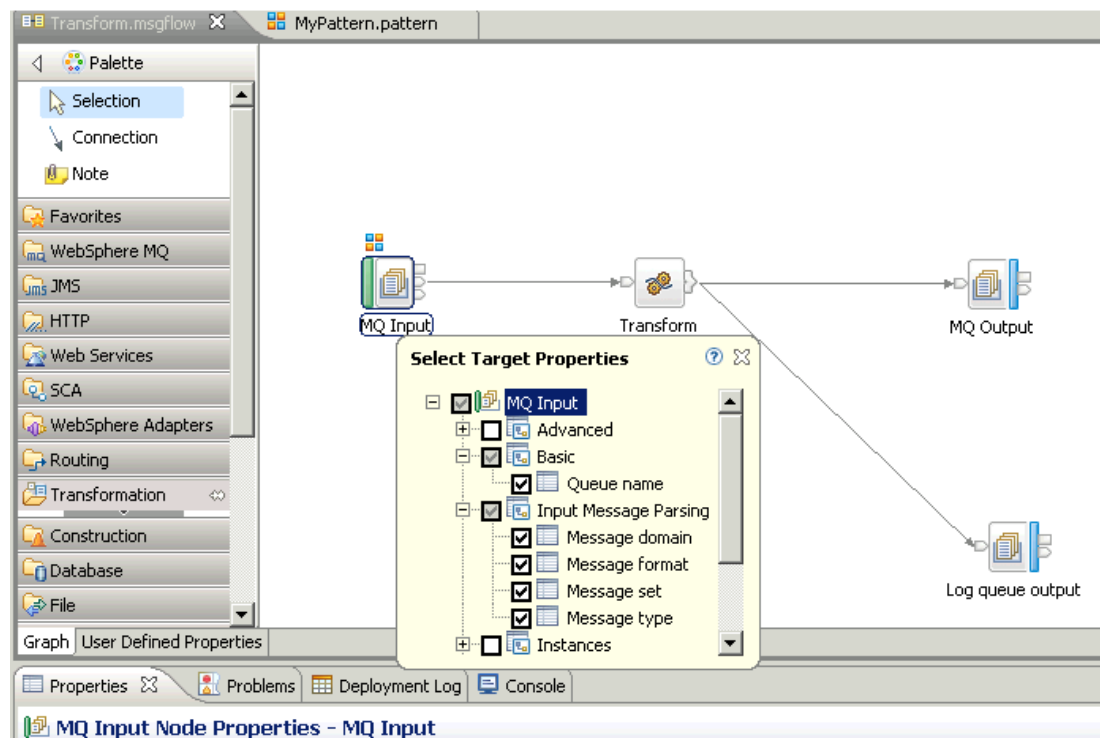 Transform.msgflow
MyPattern.pattern
Palette
Selection
Connection
Note
Favorites
WebSphere MQ
JMS
HTTP
Web Services
SCA
WebSphere Adapters
Routing
Transformation
Construction
Database
File
MQ Input
Transform
MQ Output
Log queue output
Select Target Properties
MQ Input
Advanced
Basic
Queue name
Input Message Parsing
Message domain
Message format
Message set
Message type
Instances
Graph User Defined Properties
Properties Problems Deployment Log Console
MQ Input Node Properties - MQ Input